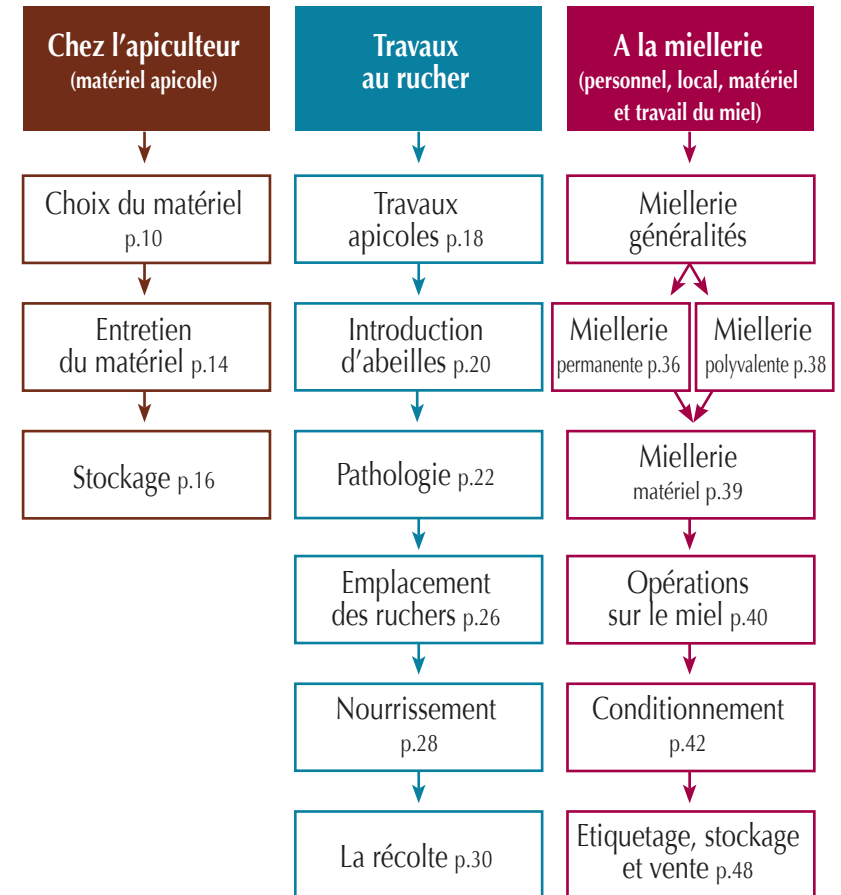 Chez l'apiculteur
(matériel apicole)
Choix du matériel
p.10
Entretien
du matériel p.14
Stockage p.16
Travaux
au rucher
Travaux
apicoles p.18
Introduction
d'abeilles p.20
Pathologie p.22
Emplacement
des ruchers p.26
Nourrissement
p.28
La récolte p.30
A la miellerie
(personnel, local, matériel
et travail du miel)
Miellerie
généralités
Miellerie
permanente p.36
Miellerie
polyvalente p.38
Miellerie
matériel p.39
Opérations
sur le miel p.40
Conditionnement
p.42
Etiquetage, stockage
et vente p.48